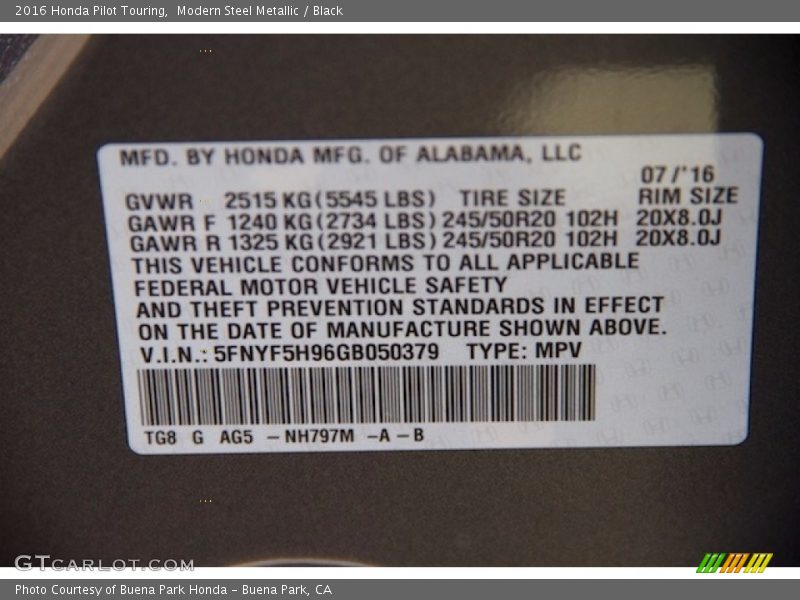 2016 Honda Pilot Touring,  Modern Steel Metallic / Black
MFD. BY HONDA MFG. OF ALABAMA, LLC
07/'16
GVWR 2515 KG (5545 LBS) TIRE SIZE RIM SIZE
GAWR F 1240 KG (2734 LBS) 245/50R20 102H 20X8.0J
GAWR R 1325 KG (2921 LBS) 245/50R20 102H 20X8.0J
THIS VEHICLE CONFORMS TO ALL APPLICABLE
FEDERAL MOTOR VEHICLE SAFETY
AND THEFT PREVENTION STANDARDS IN EFFECT
ON THE DATE OF MANUFACTURE SHOWN ABOVE.
V.I.N.: 5FNYF5H96GB050379 TYPE: MPV
TG8 G AG5 -NH797M -A -B
GTCARLOT.COM
Photo Courtesy of Buena Park Honda - Buena Park, CA